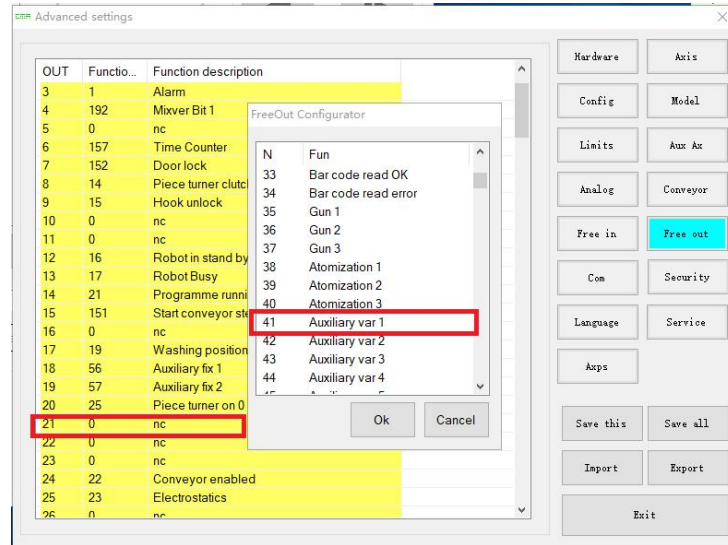 CMA Advanced settings
OUT Functio... Function description
3 1 Alarm
4 192 Mixver Bit 1
5 0 nc
6 157 Time Counter
7 152 Door lock
8 14 Piece turner clutc
9 15 Hook unlock
10 0 nc
11 0 nc
12 16 Robot in stand by
13 17 Robot Busy
14 21 Programme runni
15 151 Start conveyor ste
16 0 nc
17 19 Washing position
18 56 Auxiliary fix 1
19 57 Auxiliary fix 2
20 25 Piece turner on 0
21 0 nc
22 0 nc
23 0 nc
24 22 Conveyor enabled
25 23 Electrostatics
26 0 nc
FreeOut Configurator
N Fun
33 Bar code read OK
34 Bar code read error
35 Gun 1
36 Gun 2
37 Gun 3
38 Atomization 1
39 Atomization 2
40 Atomization 3
41 Auxiliary var 1
42 Auxiliary var 2
43 Auxiliary var 3
44 Auxiliary var 4
Ok Cancel
Hardware Axis
Config Model
Limits Aux Ax
Analog Conveyor
Free in Free out
Com Security
Language Service
Axps
Save this Save all
Import Export
Exit